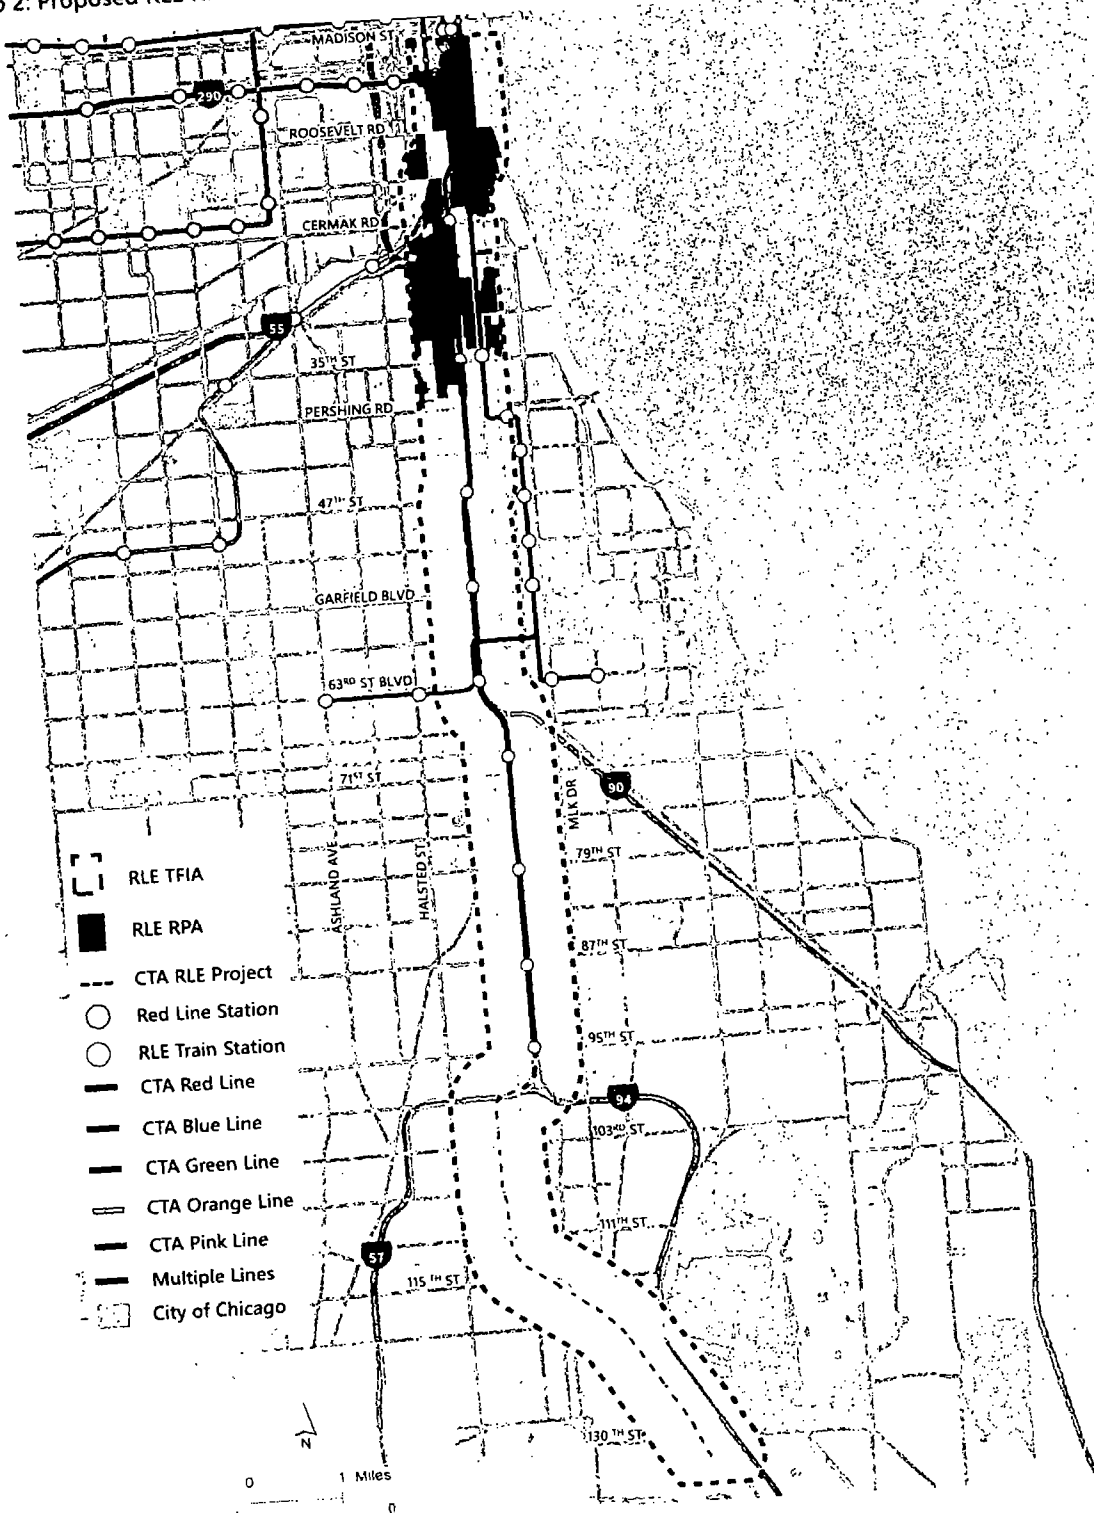 2: Proposed RLE
MADISON ST
290
ROOSEVELT RD
CERMAK RD
55
35TH ST
PERSHING RD
47TH ST
GARFIELD BLVD
63RD ST BLVD
71ST ST
90
MLK DR
79TH ST
ASHLAND AVE
HALSTED ST
87TH ST
95TH ST
94
103RD ST
111TH ST
57
115TH ST
130TH ST
RLE TFIA
RLE RPA
CTA RLE Project
Red Line Station
RLE Train Station
CTA Red Line
CTA Blue Line
CTA Green Line
CTA Orange Line
CTA Pink Line
Multiple Lines
City of Chicago
N
0 1 Miles
0